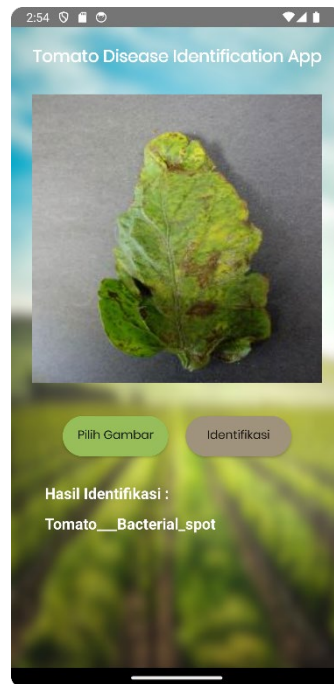 2:54
Tomato Disease Identification App
Pilih Gambar
Identifikasi
Hasil Identifikasi :
Tomato___Bacterial_spot